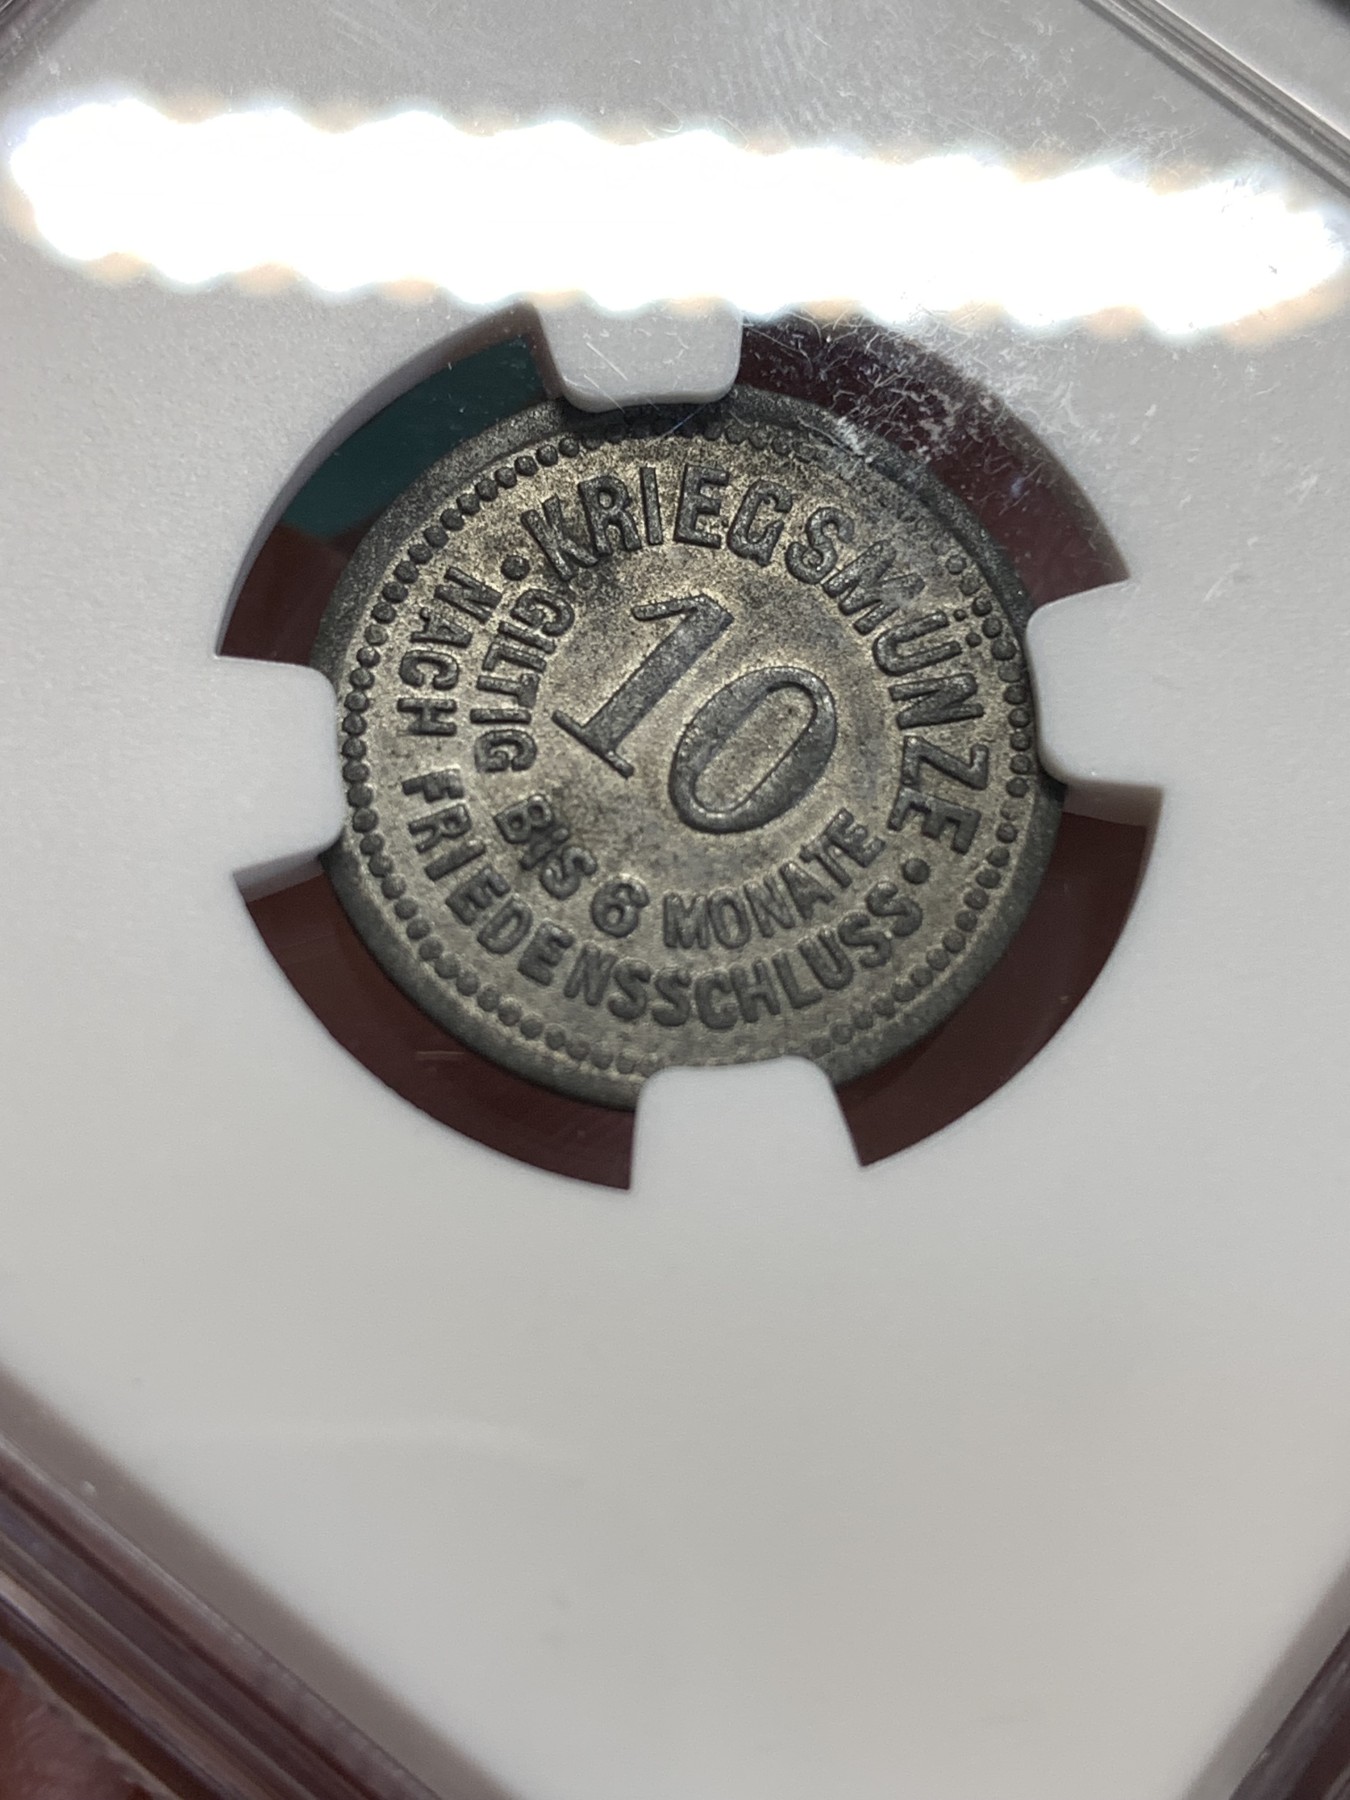 • KRIEGSMÜNZE •
10
GILTIG BIS 6 MONATE
NACH FRIEDENSSCHLUSS